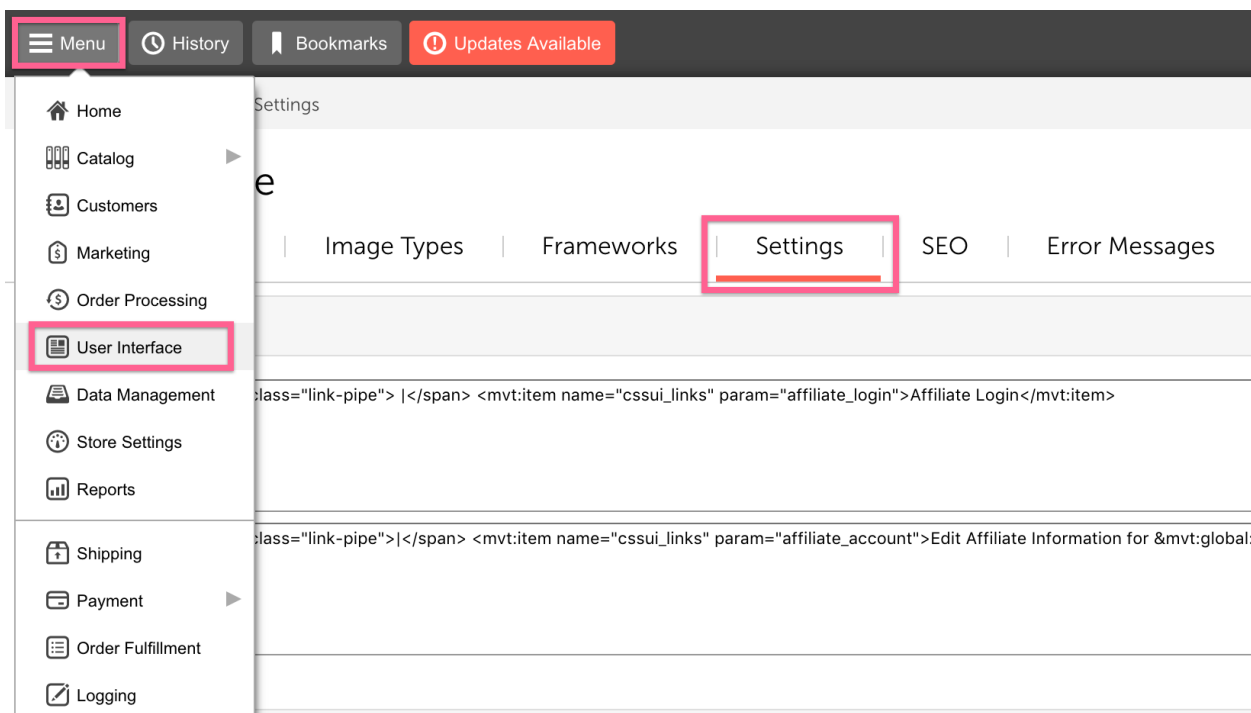 Menu History Bookmarks Updates Available
Home
Settings
Catalog
e
Customers
Marketing
Image Types Frameworks Settings SEO Error Messages
Order Processing
User Interface
Data Management
class="link-pipe"> |</span> <mvt:item name="cssui_links" param="affiliate_login">Affiliate Login</mvt:item>
Store Settings
Reports
Shipping
class="link-pipe">|</span> <mvt:item name="cssui_links" param="affiliate_account">Edit Affiliate Information for &mvt:global:
Payment
Order Fulfillment
Logging